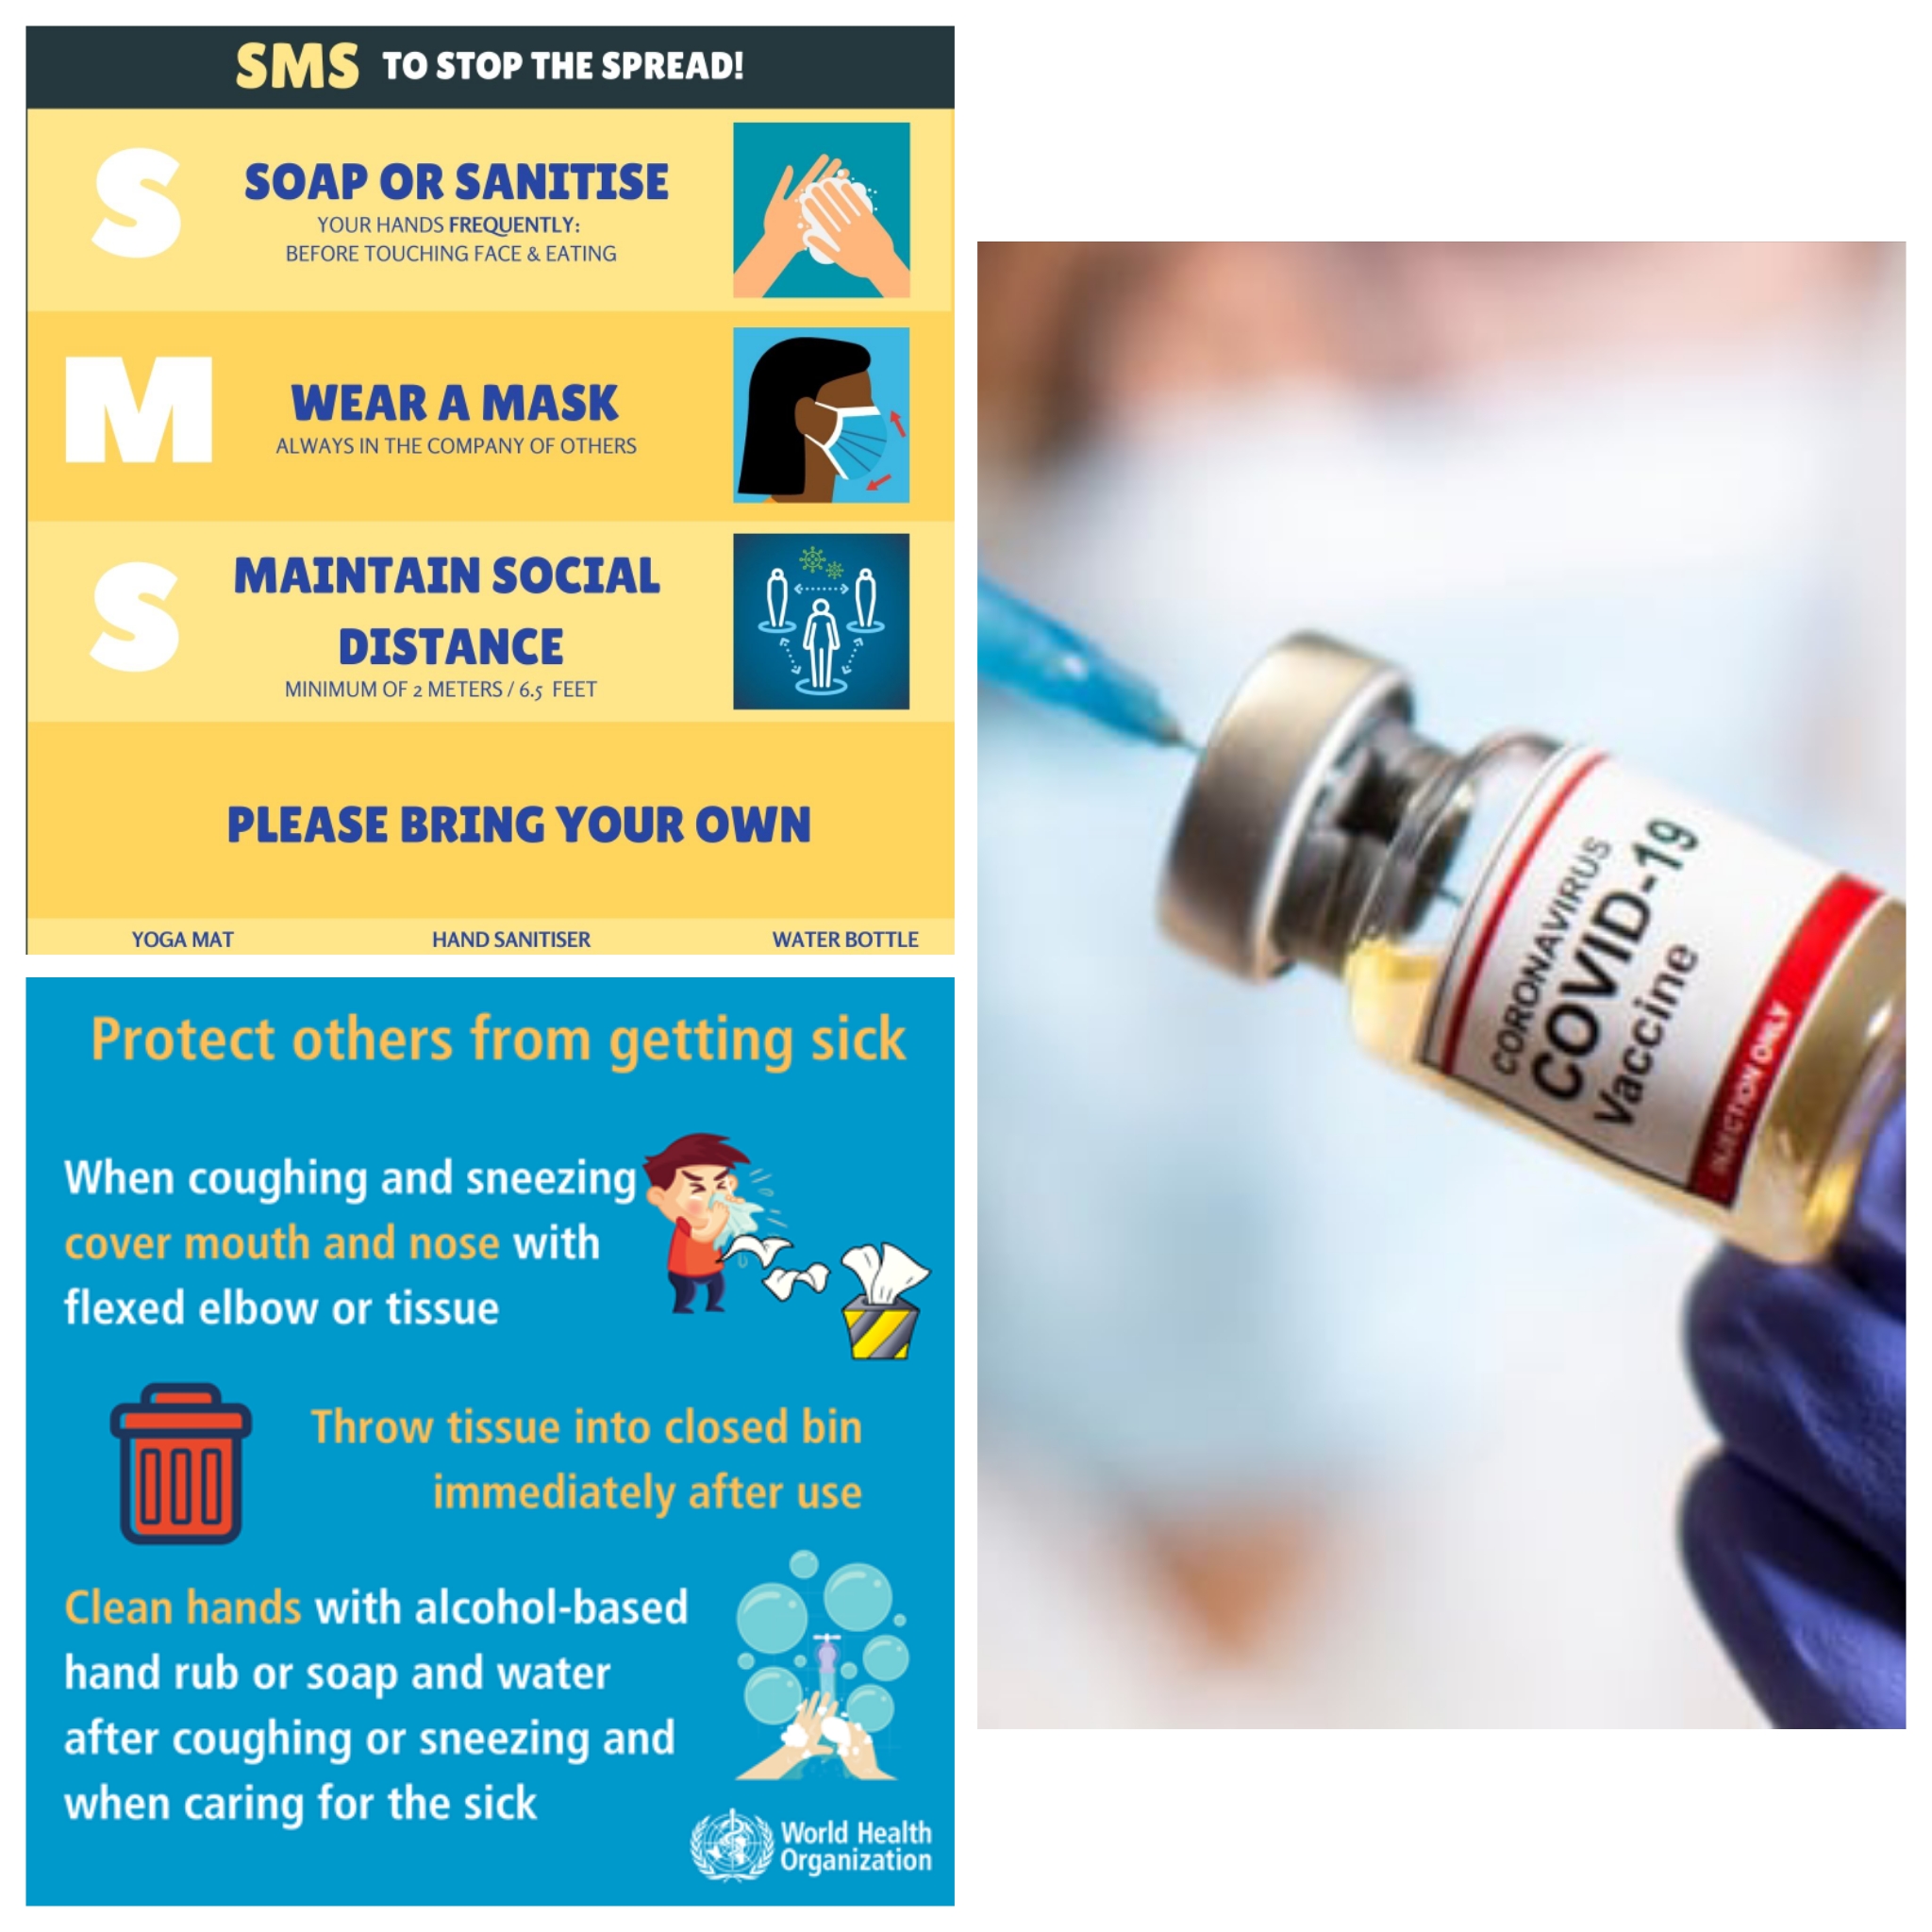 SMS TO STOP THE SPREAD!
S
SOAP OR SANITISE
YOUR HANDS FREQUENTLY:
BEFORE TOUCHING FACE & EATING
M
WEAR A MASK
ALWAYS IN THE COMPANY OF OTHERS
S
MAINTAIN SOCIAL
DISTANCE
MINIMUM OF 2 METERS / 6.5 FEET
PLEASE BRING YOUR OWN
YOGA MAT HAND SANITISER WATER BOTTLE
Protect others from getting sick
When coughing and sneezing
cover mouth and nose with
flexed elbow or tissue
Throw tissue into closed bin
immediately after use
Clean hands with alcohol-based
hand rub or soap and water
after coughing or sneezing and
when caring for the sick
World Health
Organization
CORONAVIRUS
COVID-19
Vaccine
INJECTION ONLY